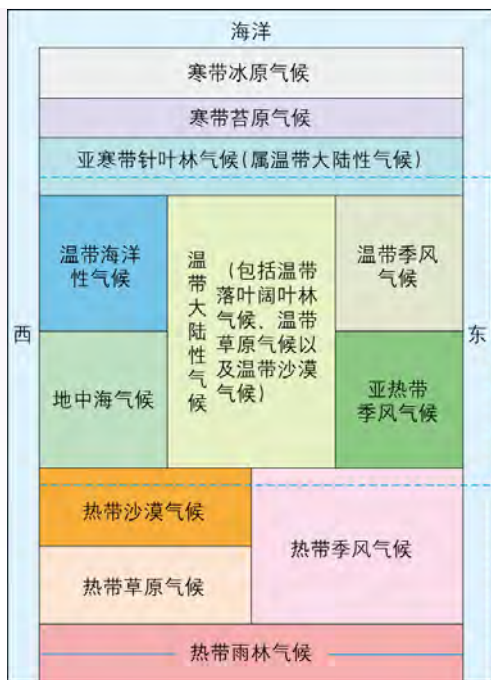 海洋
寒带冰原气候
寒带苔原气候
亚寒带针叶林气候(属温带大陆性气候)
温带海洋
性气候
温带大陆性气候
(包括温带
落叶阔叶林
气候、温带
草原气候以
及温带沙漠
气候)
温带季风
气候
西
东
地中海气候
亚热带
季风气候
热带沙漠气候
热带季风气候
热带草原气候
热带雨林气候